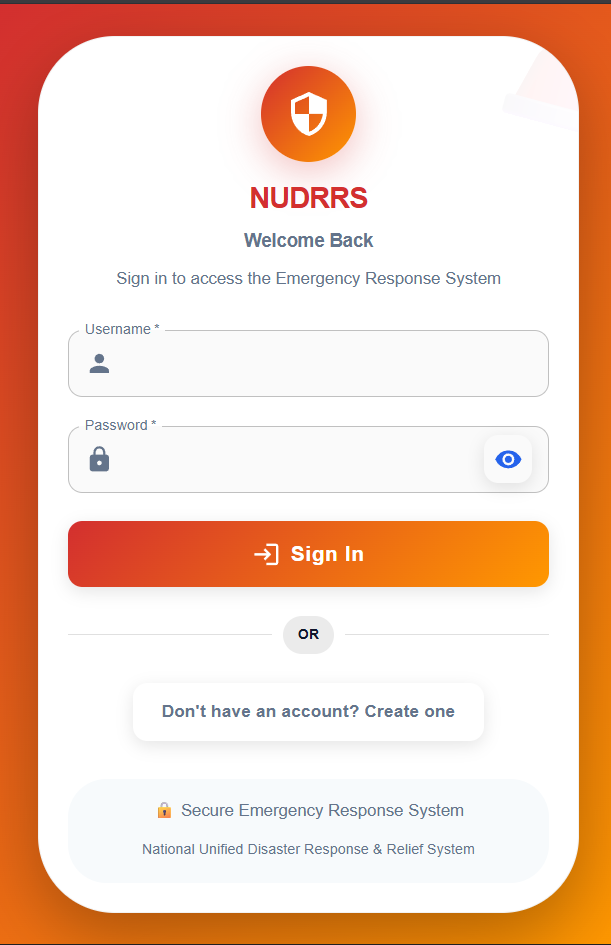 NUDRRS
Welcome Back
Sign in to access the Emergency Response System
Username *
Password *
Sign In
OR
Don't have an account? Create one
🔒 Secure Emergency Response System
National Unified Disaster Response & Relief System